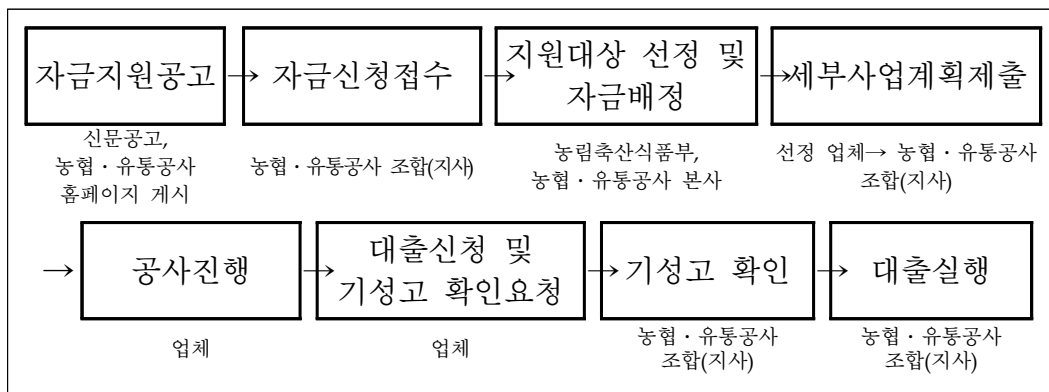 자금지원공고 → 자금신청접수 → 지원대상 선정 및 자금배정 → 세부사업계획제출
신문공고,
농협·유통공사
홈페이지 게시
농협·유통공사 조합(지사)
농림축산식품부,
농협·유통공사 본사
선정 업체→ 농협·유통공사
조합(지사)
→ 공사진행 → 대출신청 및 기성고 확인요청 → 기성고 확인 → 대출실행
업체
업체
농협·유통공사
조합(지사)
농협·유통공사
조합(지사)